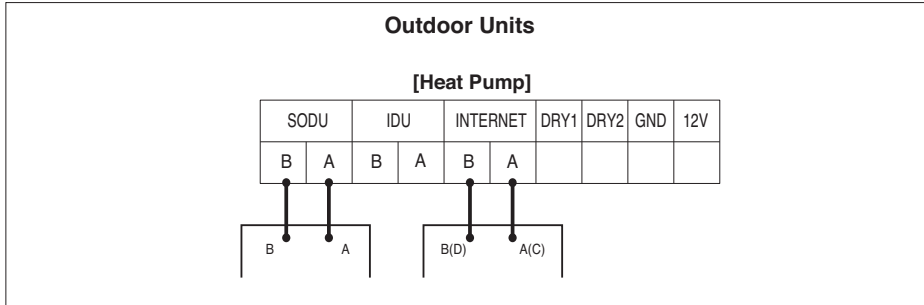 Outdoor Units
[Heat Pump]
SODU IDU INTERNET DRY1 DRY2 GND 12V
B A B A B A
B A B(D) A(C)